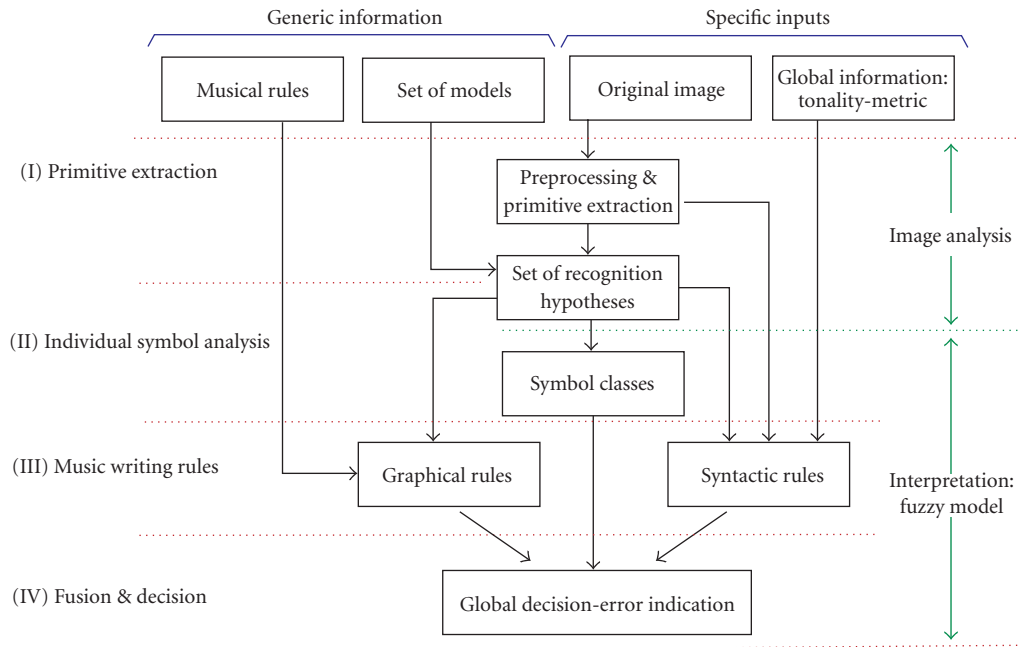 Generic information
Specific inputs
Musical rules
Set of models
Original image
Global information:
tonality-metric
(I) Primitive extraction
Preprocessing &
primitive extraction
Image analysis
Set of recognition
hypotheses
(II) Individual symbol analysis
Symbol classes
(III) Music writing rules
Graphical rules
Syntactic rules
Interpretation:
fuzzy model
(IV) Fusion & decision
Global decision-error indication